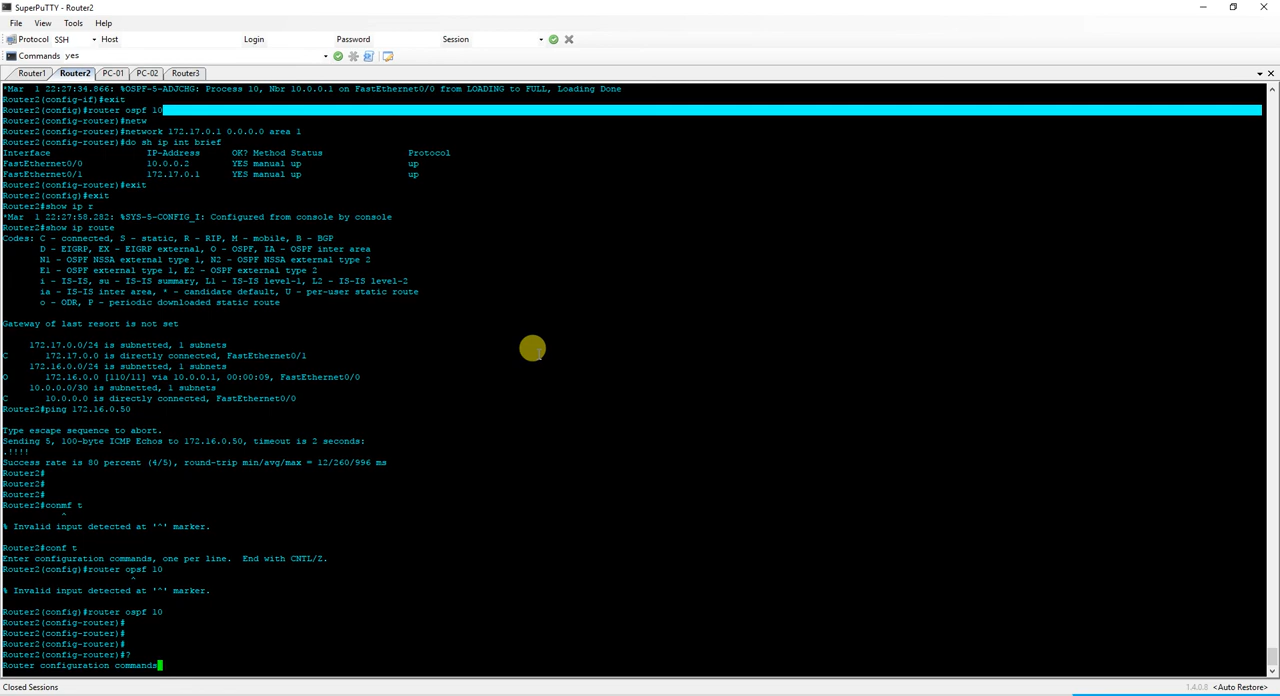 SuperPuTTY - Router2
File View Tools Help
Protocol SSH Host Login Password Session
Commands yes
Router1 Router2 PC-01 PC-02 Router3
*Mar  1 22:27:34.866: %OSPF-5-ADJCHG: Process 10, Nbr 10.0.0.1 on FastEthernet0/0 from LOADING to FULL, Loading Done
Router2(config-if)#exit
Router2(config)#router ospf 10
Router2(config-router)#netw
Router2(config-router)#network 172.17.0.1 0.0.0.0 area 1
Router2(config-router)#do sh ip int brief
Interface IP-Address OK? Method Status Protocol
FastEthernet0/0 10.0.0.2 YES manual up up
FastEthernet0/1 172.17.0.1 YES manual up up
Router2(config-router)#exit
Router2(config)#exit
Router2#show ip r
*Mar  1 22:27:58.282: %SYS-5-CONFIG_I: Configured from console by console
Router2#show ip route
Codes: C - connected, S - static, R - RIP, M - mobile, B - BGP
D - EIGRP, EX - EIGRP external, O - OSPF, IA - OSPF inter area
N1 - OSPF NSSA external type 1, N2 - OSPF NSSA external type 2
E1 - OSPF external type 1, E2 - OSPF external type 2
i - IS-IS, su - IS-IS summary, L1 - IS-IS level-1, L2 - IS-IS level-2
ia - IS-IS inter area, * - candidate default, U - per-user static route
o - ODR, P - periodic downloaded static route
Gateway of last resort is not set
172.17.0.0/24 is subnetted, 1 subnets
C 172.17.0.0 is directly connected, FastEthernet0/1
172.16.0.0/24 is subnetted, 1 subnets
O 172.16.0.0 [110/11] via 10.0.0.1, 00:00:09, FastEthernet0/0
10.0.0.0/30 is subnetted, 1 subnets
C 10.0.0.0 is directly connected, FastEthernet0/0
Router2#ping 172.16.0.50
Type escape sequence to abort.
Sending 5, 100-byte ICMP Echos to 172.16.0.50, timeout is 2 seconds:
.!!!!
Success rate is 80 percent (4/5), round-trip min/avg/max = 12/260/996 ms
Router2#
Router2#
Router2#
Router2#conmf t
^
% Invalid input detected at '^' marker.
Router2#conf t
Enter configuration commands, one per line.  End with CNTL/Z.
Router2(config)#router opsf 10
^
% Invalid input detected at '^' marker.
Router2(config)#router ospf 10
Router2(config-router)#
Router2(config-router)#
Router2(config-router)#
Router2(config-router)#?
Router configuration commands
Closed Sessions 1.4.0.8 <Auto Restore>